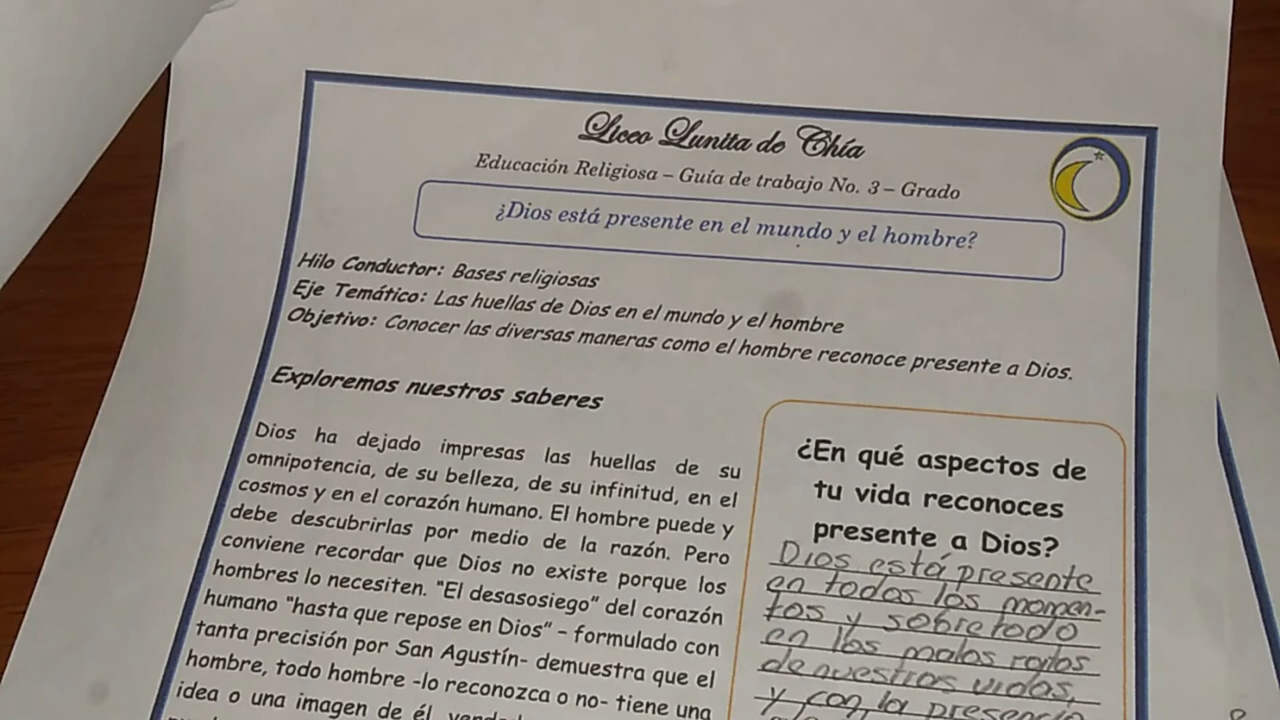 Liceo Lunita de Chía
Educación Religiosa – Guía de trabajo No. 3 – Grado
¿Dios está presente en el mundo y el hombre?
Hilo Conductor: Bases religiosas
Eje Temático: Las huellas de Dios en el mundo y el hombre
Objetivo: Conocer las diversas maneras como el hombre reconoce presente a Dios.
Exploremos nuestros saberes
Dios ha dejado impresas las huellas de su
omnipotencia, de su belleza, de su infinitud, en el
cosmos y en el corazón humano. El hombre puede y
debe descubrirlas por medio de la razón. Pero
conviene recordar que Dios no existe porque los
hombres lo necesiten. "El desasosiego" del corazón
humano "hasta que repose en Dios" – formulado con
tanta precisión por San Agustín- demuestra que el
hombre, todo hombre -lo reconozca o no- tiene una
idea o una imagen de él
¿En qué aspectos de
tu vida reconoces
presente a Dios?
Dios está presente
en todos los momen-
tos y sobre todo
en los malos ratos
de nuestras vidas,
y con la presencia